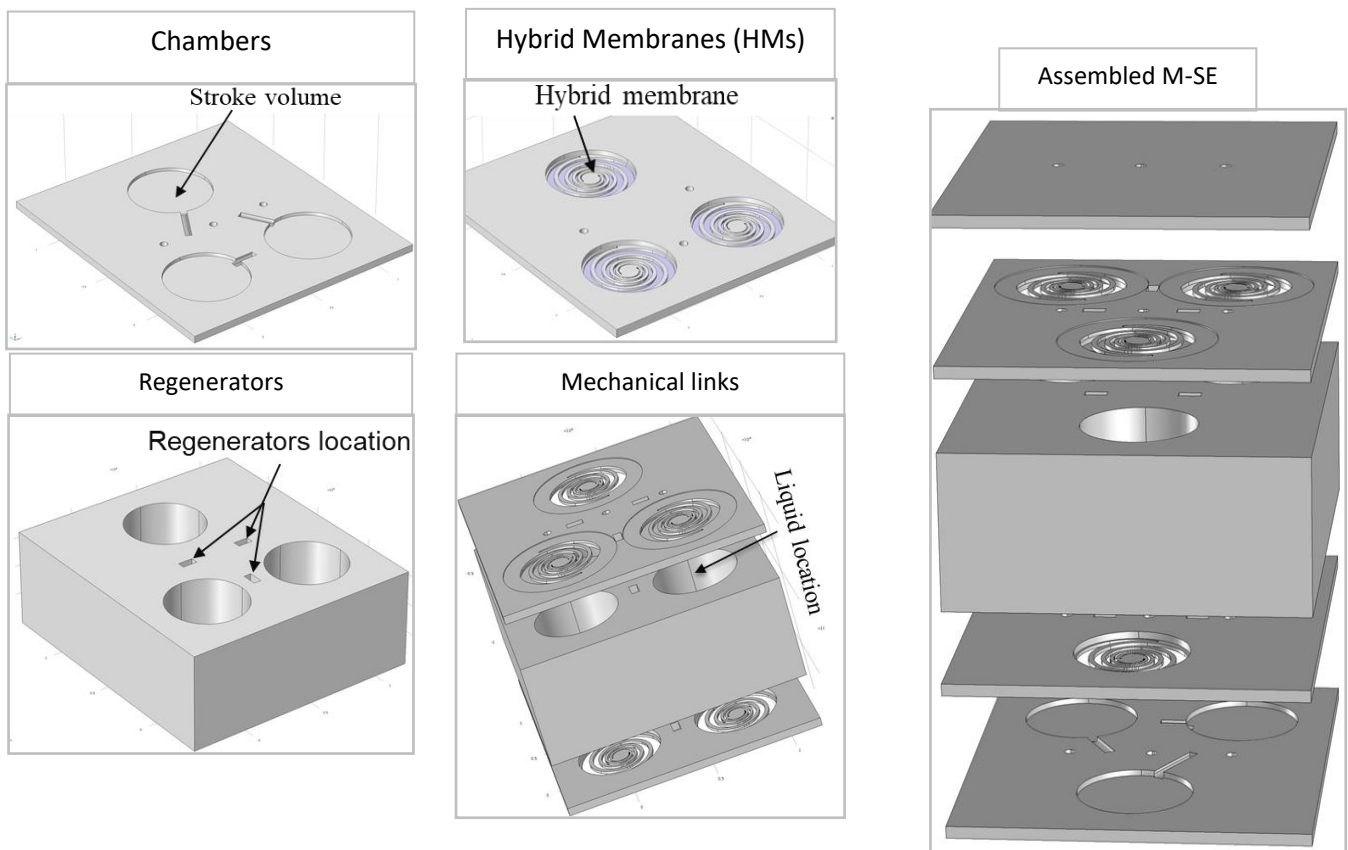 Chambers
Stroke volume
Hybrid Membranes (HMs)
Hybrid membrane
Assembled M-SE
Regenerators
Regenerators location
Mechanical links
Liquid location